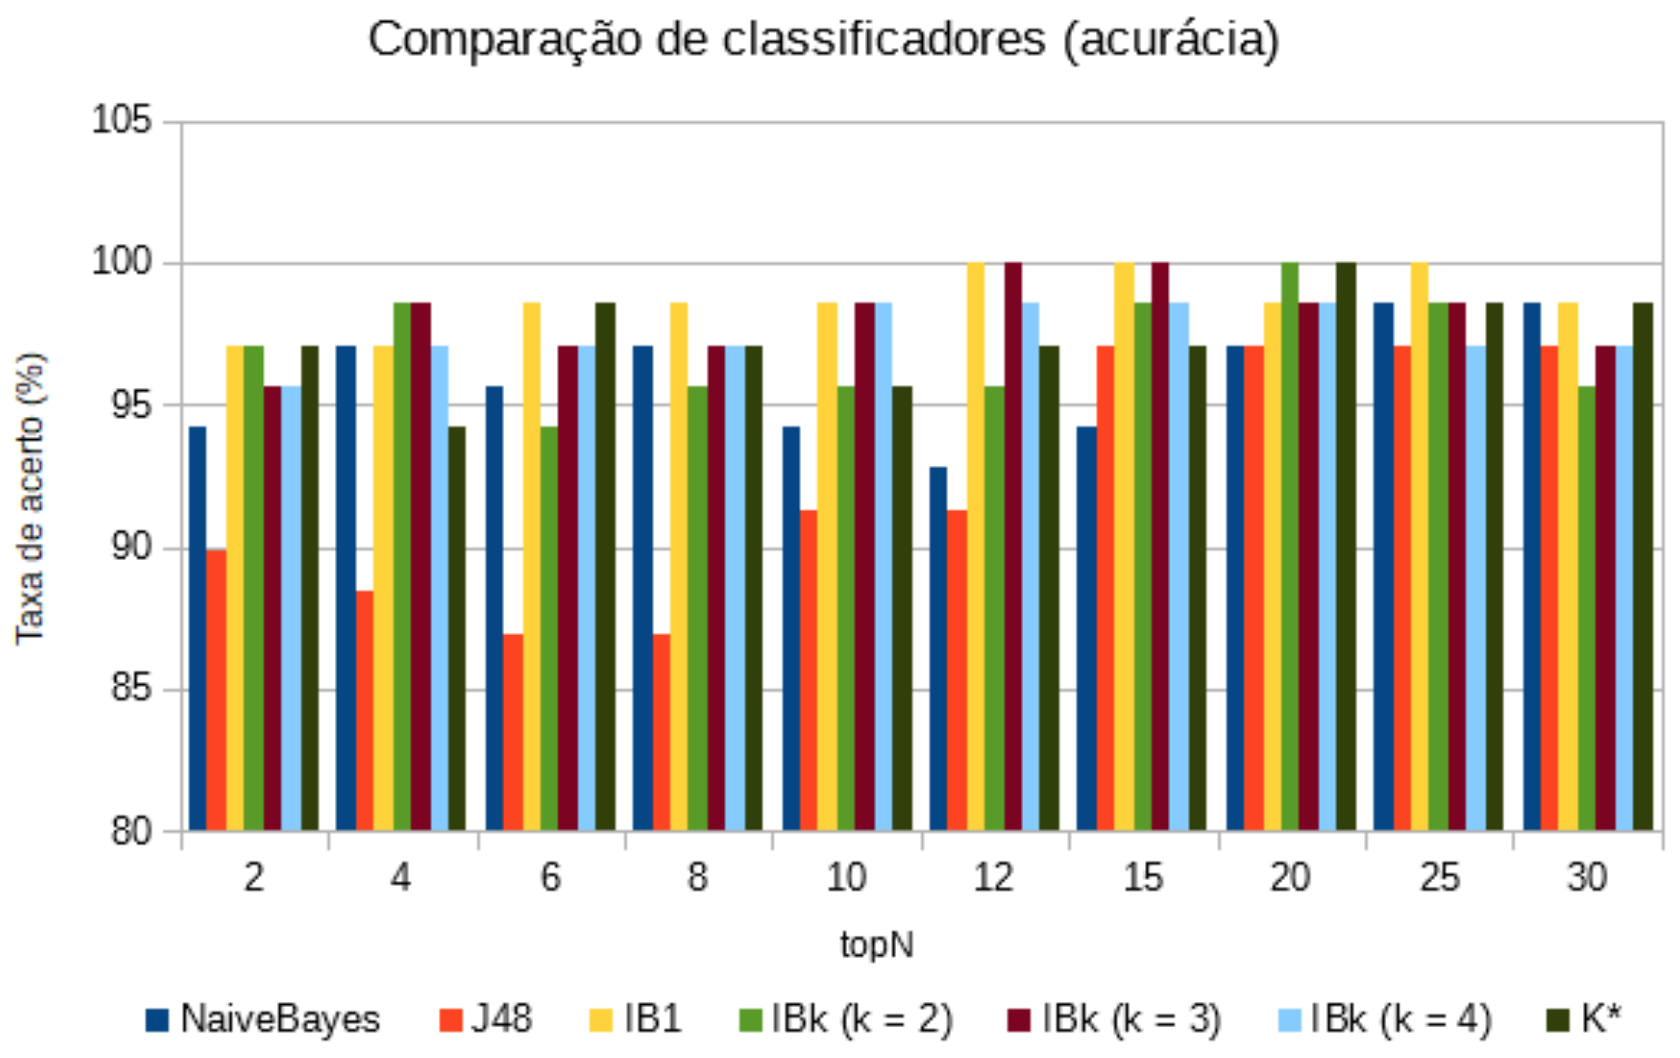 Comparação de classificadores (acurácia)
105
100
95
90
85
80
Taxa de acerto (%)
2 4 6 8 10 12 15 20 25 30
topN
NaiveBayes J48 IB1 IBk (k = 2) IBk (k = 3) IBk (k = 4) K*